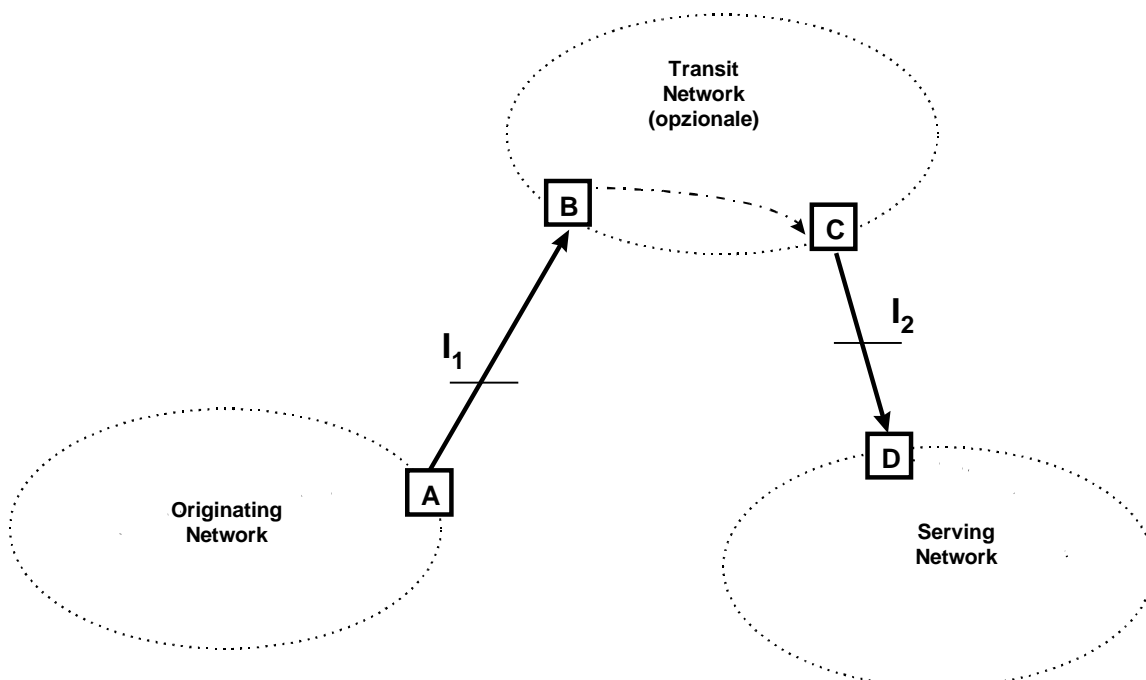 Transit
Network
(opzionale)
B
C
I₁
I₂
A
D
Originating
Network
Serving
Network